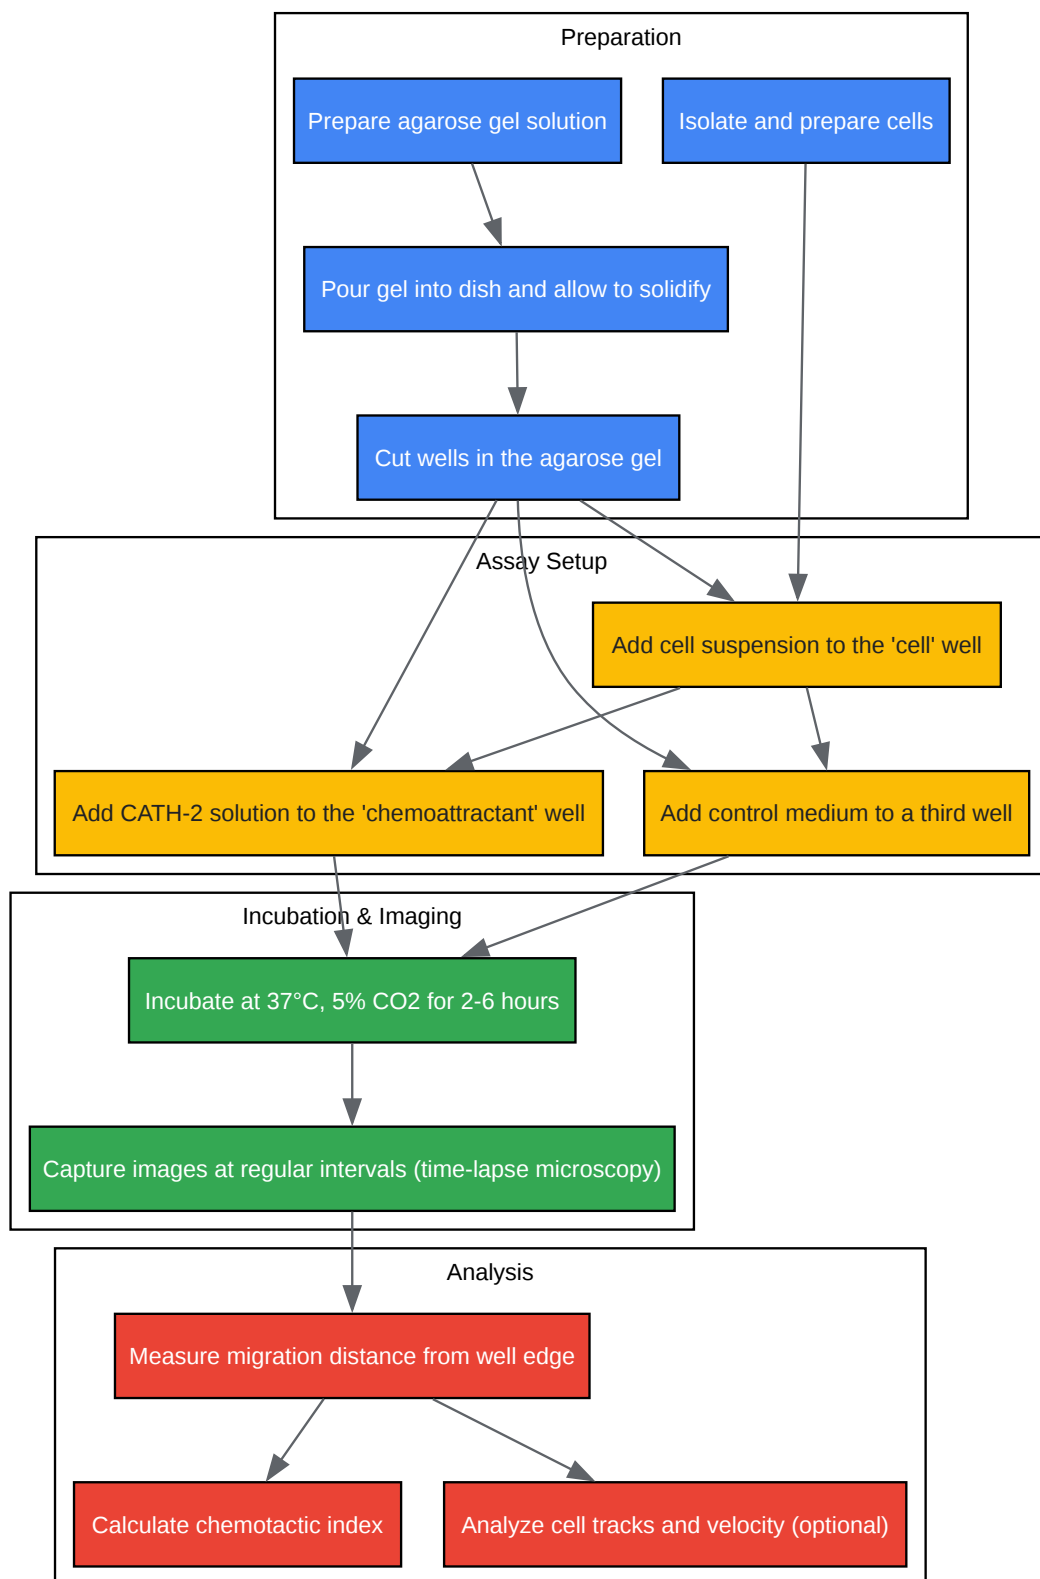 Preparation
Prepare agarose gel solution
Isolate and prepare cells
Pour gel into dish and allow to solidify
Cut wells in the agarose gel
Assay Setup
Add cell suspension to the 'cell' well
Add CATH-2 solution to the 'chemoattractant' well
Add control medium to a third well
Incubation & Imaging
Incubate at 37°C, 5% CO2 for 2-6 hours
Capture images at regular intervals (time-lapse microscopy)
Analysis
Measure migration distance from well edge
Calculate chemotactic index
Analyze cell tracks and velocity (optional)